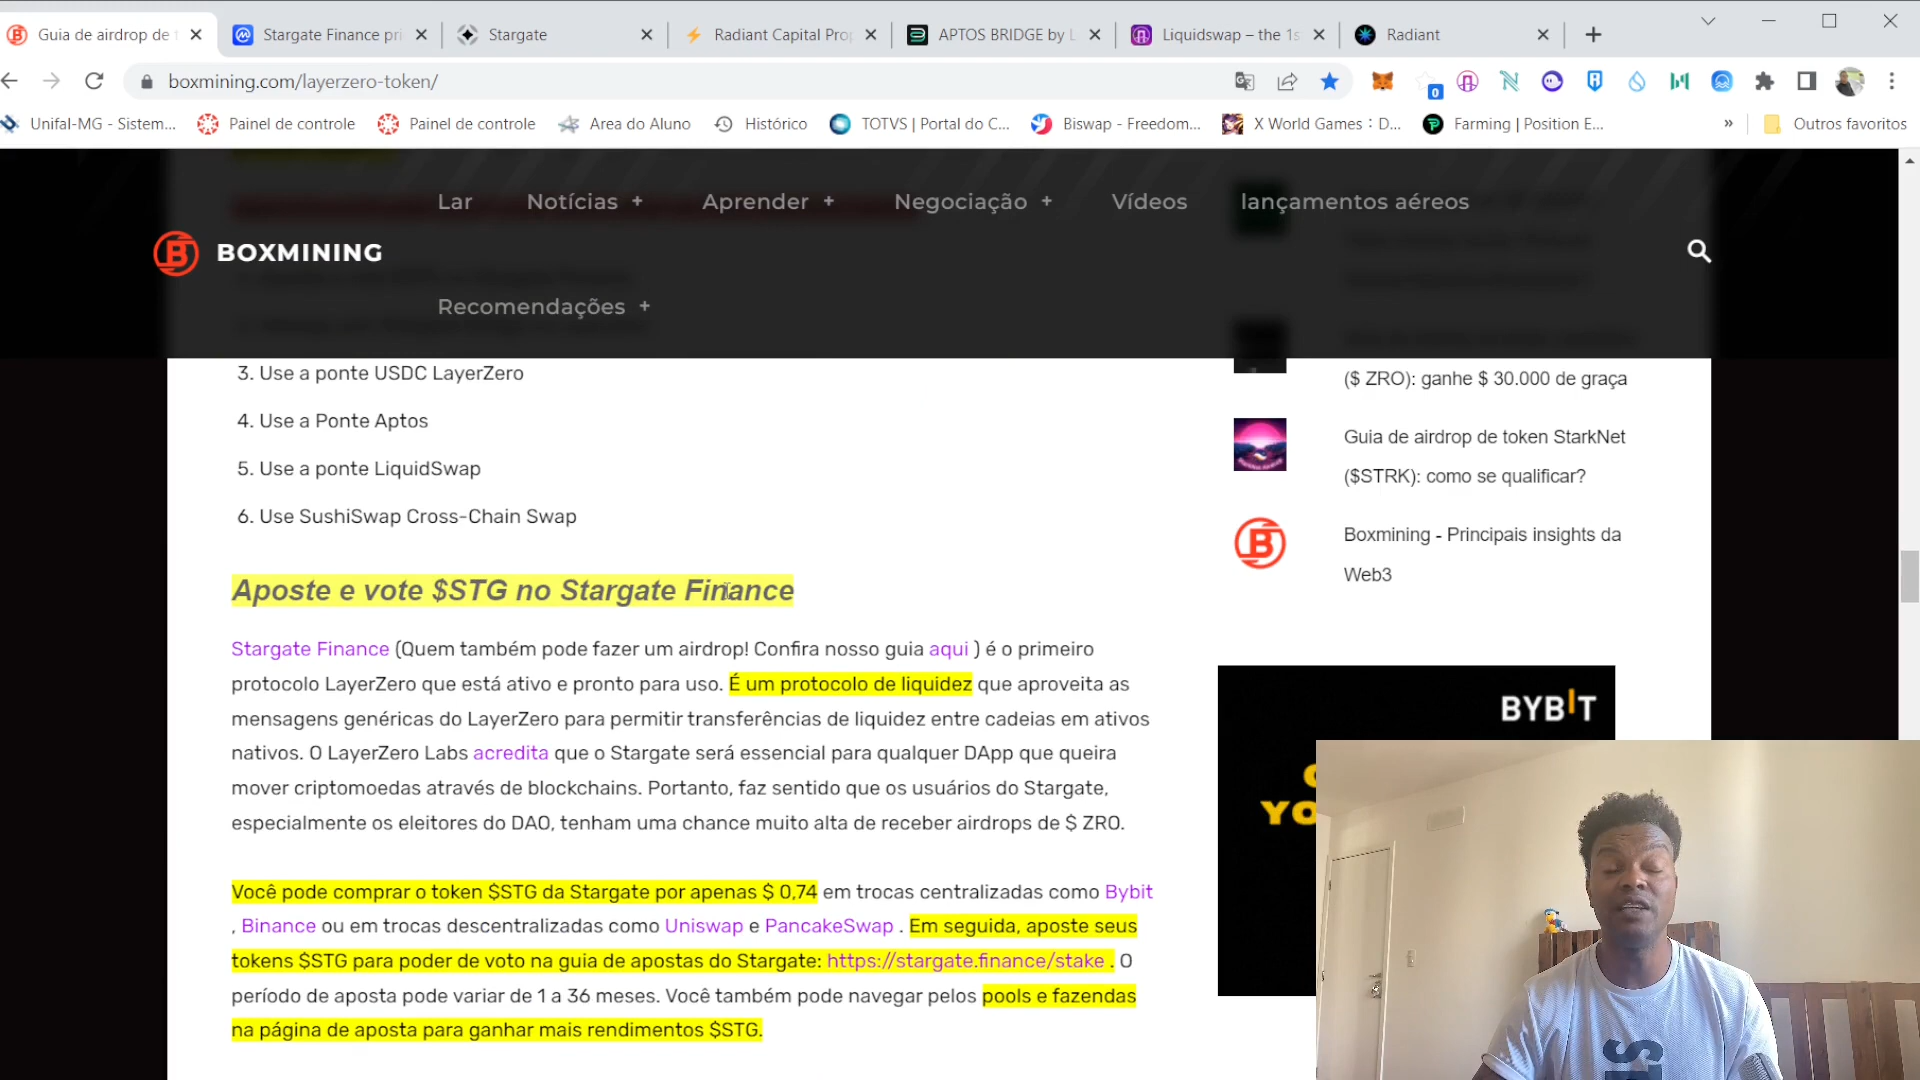 Guia de airdrop de t
Stargate Finance pri
Stargate
Radiant Capital Prop
APTOS BRIDGE by L
Liquidswap – the 1s
Radiant
boxmining.com/layerzero-token/
0
Unifal-MG - Sistem...
Painel de controle
Painel de controle
Area do Aluno
Histórico
TOTVS | Portal do C...
Biswap - Freedom...
X World Games : D...
Farming | Position E...
»
Outros favoritos
Lar
Notícias +
Aprender +
Negociação +
Vídeos
lançamentos aéreos
BOXMINING
Recomendações +
3. Use a ponte USDC LayerZero
4. Use a Ponte Aptos
5. Use a ponte LiquidSwap
6. Use SushiSwap Cross-Chain Swap
Aposte e vote $STG no Stargate Finance
Stargate Finance (Quem também pode fazer um airdrop! Confira nosso guia aqui ) é o primeiro
protocolo LayerZero que está ativo e pronto para uso. É um protocolo de liquidez que aproveita as
mensagens genéricas do LayerZero para permitir transferências de liquidez entre cadeias em ativos
nativos. O LayerZero Labs acredita que o Stargate será essencial para qualquer DApp que queira
mover criptomoedas através de blockchains. Portanto, faz sentido que os usuários do Stargate,
especialmente os eleitores do DAO, tenham uma chance muito alta de receber airdrops de $ ZRO.
Você pode comprar o token $STG da Stargate por apenas $ 0,74 em trocas centralizadas como Bybit
, Binance ou em trocas descentralizadas como Uniswap e PancakeSwap . Em seguida, aposte seus
tokens $STG para poder de voto na guia de apostas do Stargate: https://stargate.finance/stake . O
período de aposta pode variar de 1 a 36 meses. Você também pode navegar pelos pools e fazendas
na página de aposta para ganhar mais rendimentos $STG.
($ ZRO): ganhe $ 30.000 de graça
Guia de airdrop de token StarkNet
($STRK): como se qualificar?
Boxmining - Principais insights da
Web3
BYBIT
YO